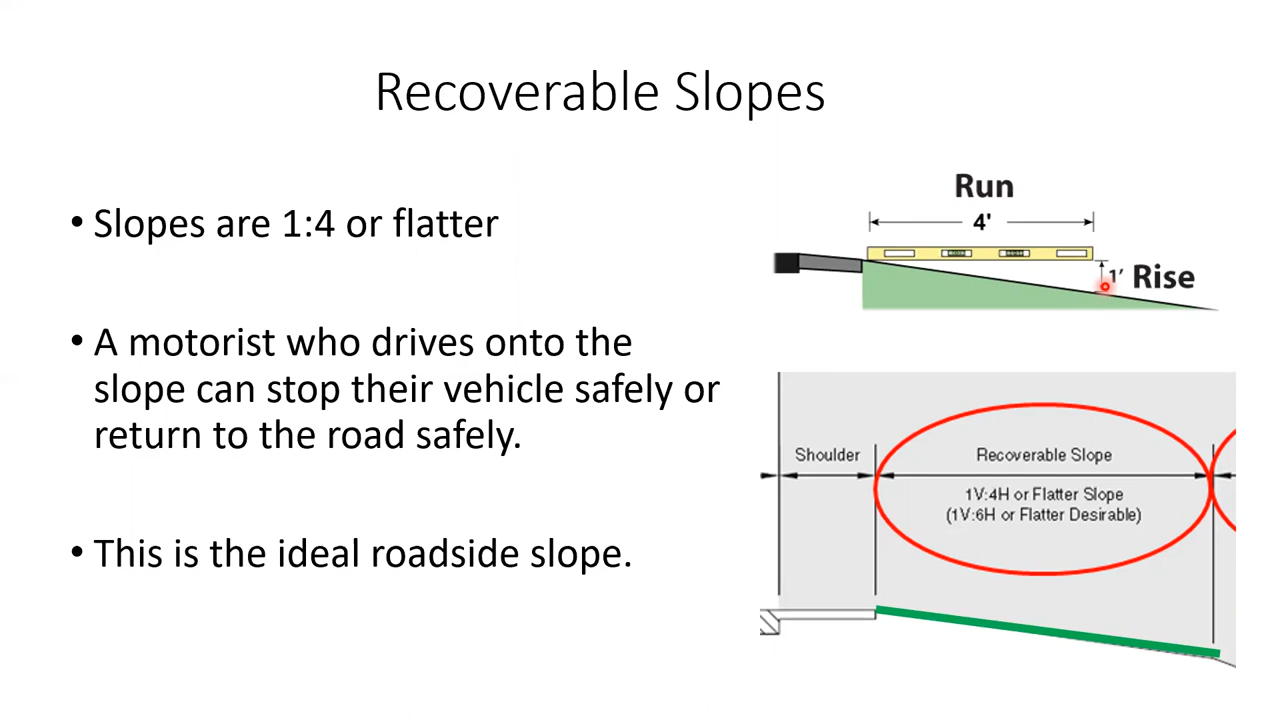 Recoverable Slopes
• Slopes are 1:4 or flatter
• A motorist who drives onto the
slope can stop their vehicle safely or
return to the road safely.
• This is the ideal roadside slope.
Run
4'
1' Rise
Shoulder
Recoverable Slope
1V:4H or Flatter Slope
(1V:6H or Flatter Desirable)